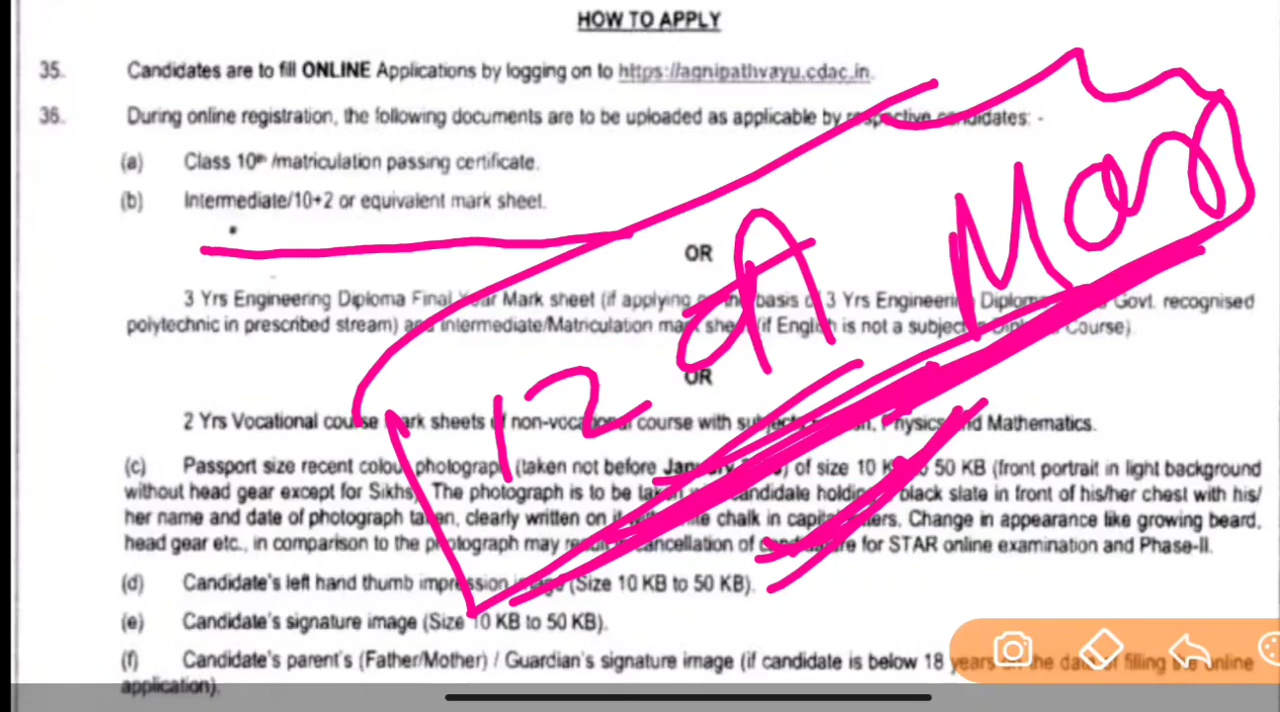 HOW TO APPLY
35. Candidates are to fill ONLINE Applications by logging on to https://agnipathvayu.cdac.in.
36. During online registration, the following documents are to be uploaded as applicable by respective candidates: -
(a) Class 10th /matriculation passing certificate.
(b) Intermediate/10+2 or equivalent mark sheet.
OR
3 Yrs Engineering Diploma Final Year Mark sheet (if applying on the basis of 3 Yrs Engineering Diploma Govt. recognised
polytechnic in prescribed stream) and Intermediate/Matriculation mark sheet (if English is not a subject in Diploma Course).
OR
2 Yrs Vocational course mark sheets of non-vocational course with subjects Physics and Mathematics.
(c) Passport size recent colour photograph (taken not before January of size 10 KB to 50 KB (front portrait in light background
without head gear except for Sikhs). The photograph is to be taken with candidate holding black slate in front of his/her chest with his/
her name and date of photograph taken, clearly written on it with white chalk in capital letters. Change in appearance like growing beard,
head gear etc., in comparison to the photograph may result cancellation of candidature for STAR online examination and Phase-II.
(d) Candidate's left hand thumb impression image (Size 10 KB to 50 KB).
(e) Candidate's signature image (Size 10 KB to 50 KB).
(f) Candidate's parent's (Father/Mother) / Guardian's signature image (if candidate is below 18 years on the date of filling the online
application).
12